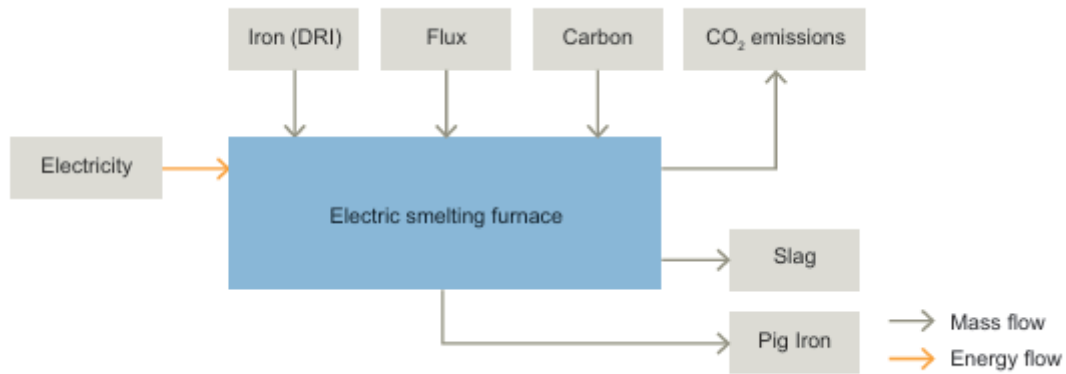 Iron (DRI)
Flux
Carbon
CO₂ emissions
Electricity
Electric smelting furnace
Slag
Pig Iron
Mass flow
Energy flow